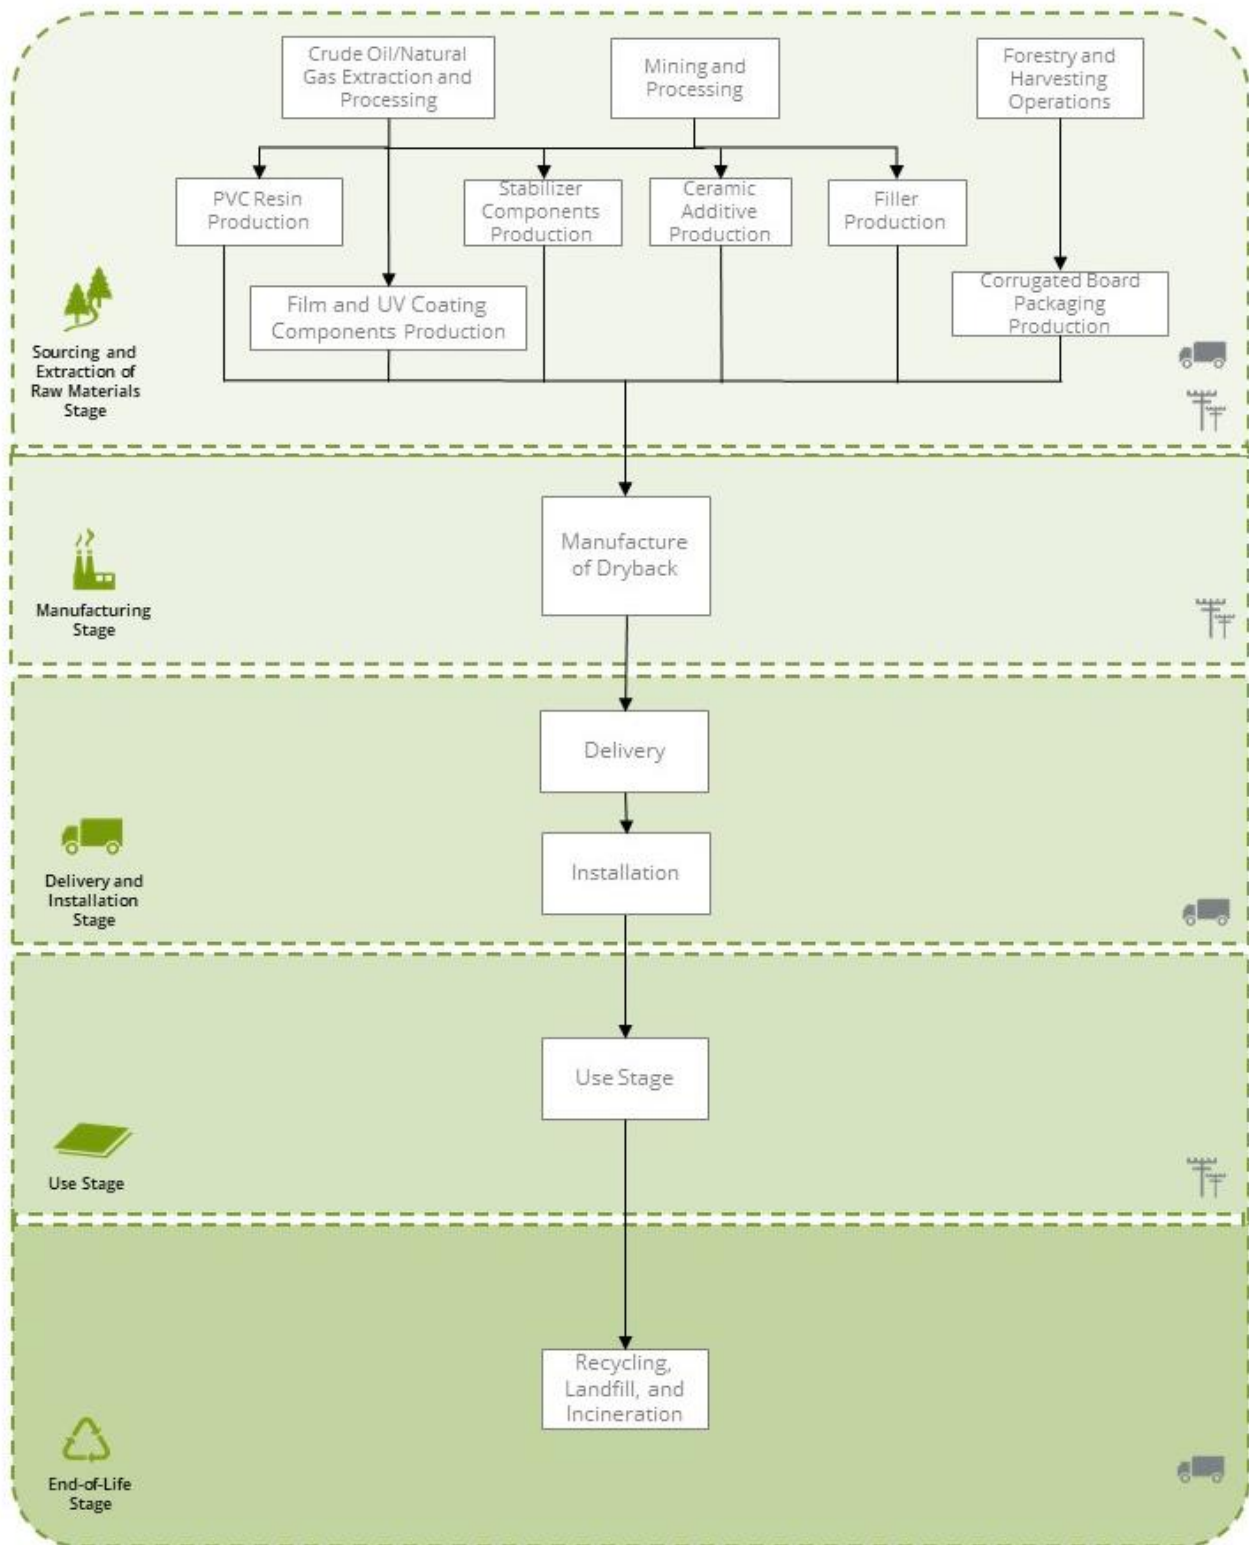 Crude Oil/Natural
Gas Extraction and
Processing
Mining and
Processing
Forestry and
Harvesting
Operations
PVC Resin
Production
Stabilizer
Components
Production
Ceramic
Additive
Production
Filler
Production
Film and UV Coating
Components Production
Corrugated Board
Packaging
Production
Sourcing and
Extraction of
Raw Materials
Stage
Manufacture
of Dryback
Manufacturing
Stage
Delivery
Installation
Delivery and
Installation
Stage
Use Stage
Use Stage
Recycling,
Landfill, and
Incineration
End-of-Life
Stage